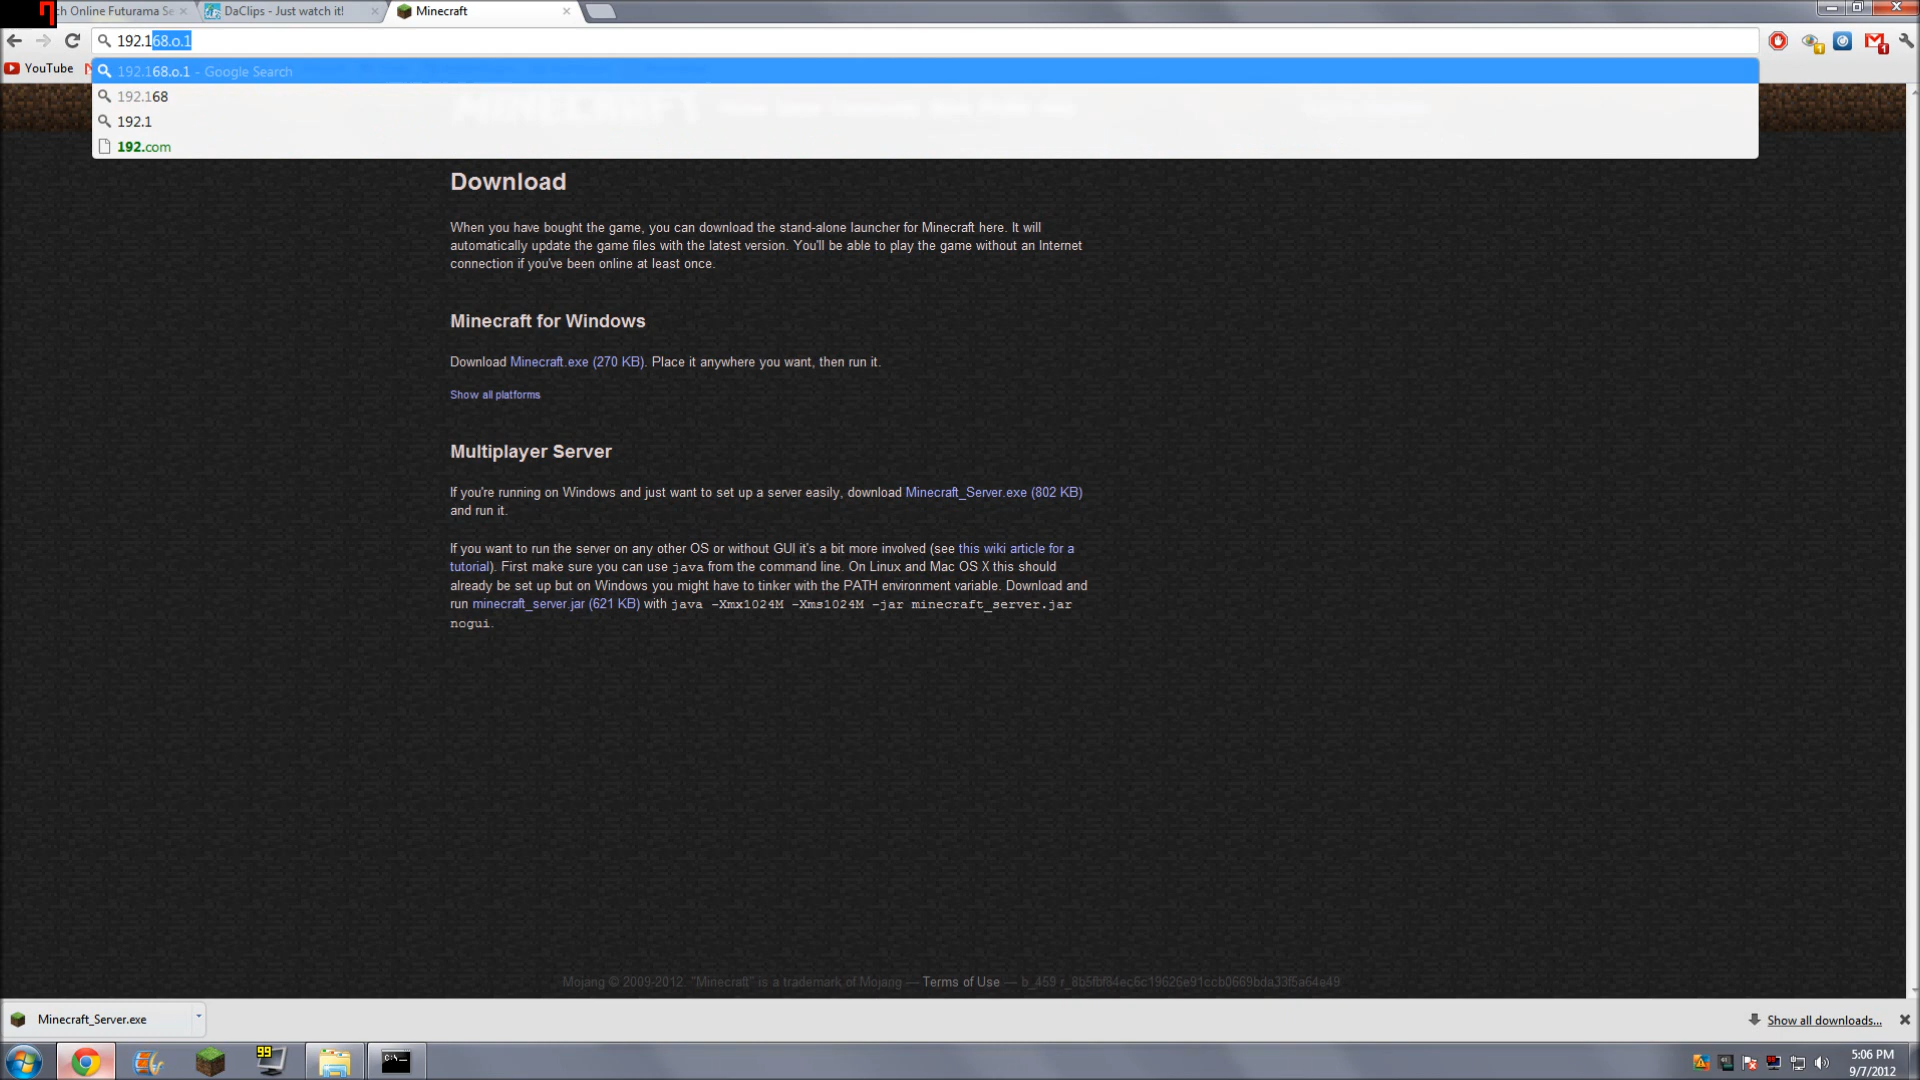 ch Online Futurama Se
DaClips - Just watch it!
Minecraft
192.168.o.1
YouTube
192.168.o.1 - Google Search
192.168
192.1
192.com
MINECRAFT
Download
When you have bought the game, you can download the stand-alone launcher for Minecraft here. It will
automatically update the game files with the latest version. You'll be able to play the game without an Internet
connection if you've been online at least once.
Minecraft for Windows
Download Minecraft.exe (270 KB). Place it anywhere you want, then run it.
Show all platforms
Multiplayer Server
If you're running on Windows and just want to set up a server easily, download Minecraft_Server.exe (802 KB)
and run it.
If you want to run the server on any other OS or without GUI it's a bit more involved (see this wiki article for a
tutorial). First make sure you can use java from the command line. On Linux and Mac OS X this should
already be set up but on Windows you might have to tinker with the PATH environment variable. Download and
run minecraft_server.jar (621 KB) with java -Xmx1024M -Xms1024M -jar minecraft_server.jar
nogui.
Mojang © 2009-2012 "Minecraft" is a trademark of Mojang — Terms of Use — b_459 r_8b5fbf84ec5c19626e91ccb0669bda33f5a64e49
Minecraft_Server.exe
Show all downloads...
99
C:\.
5:06 PM
9/7/2012